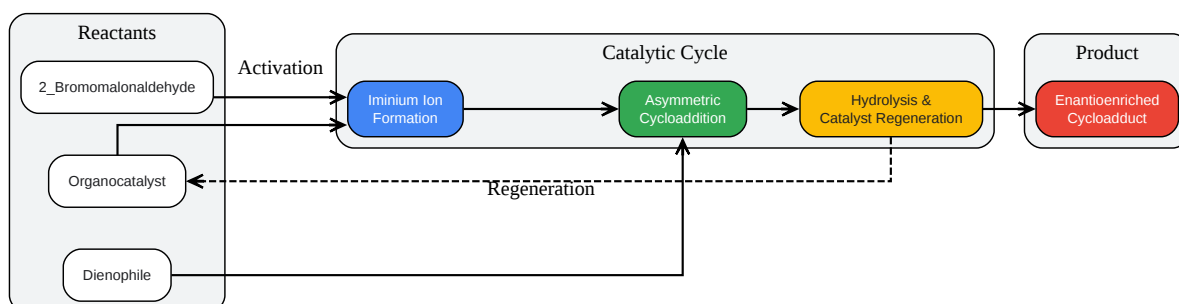 Reactants
2_Bromomalonaldehyde
Organocatalyst
Dienophile
Activation
Catalytic Cycle
Iminium Ion
Formation
Asymmetric
Cycloaddition
Hydrolysis &
Catalyst Regeneration
Regeneration
Product
Enantioenriched
Cycloadduct